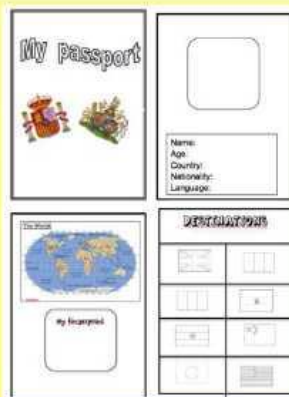 My passport
Name:
Age:
Country:
Nationality:
Language:
The World
My fingerprint
DESTINATIONS